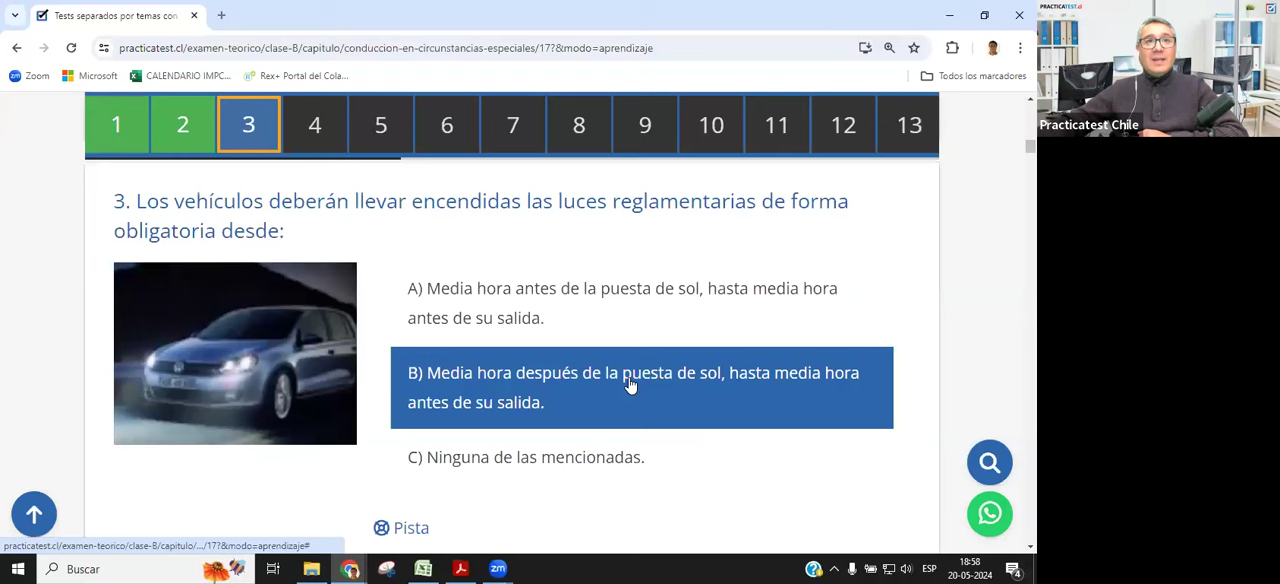 Tests separados por temas con
practicatest.cl/examen-teorico/clase-B/capitulo/conduccion-en-circunstancias-especiales/17?&modo=aprendizaje
Zoom
Microsoft
CALENDARIO IMPC...
Rex+ Portal del Cola...
Todos los marcadores
PRACTICATEST.cl
Practicatest Chile
1 2 3 4 5 6 7 8 9 10 11 12 13
3. Los vehículos deberán llevar encendidas las luces reglamentarias de forma
obligatoria desde:
A) Media hora antes de la puesta de sol, hasta media hora
antes de su salida.
B) Media hora después de la puesta de sol, hasta media hora
antes de su salida.
C) Ninguna de las mencionadas.
Pista
practicatest.cl/examen-teorico/clase-B/capitulo/.../17?&modo=aprendizaje#
Buscar
zm
ESP
18:58
20-05-2024
4